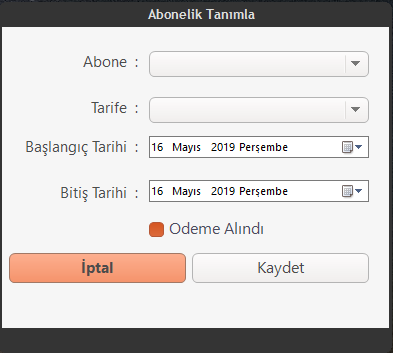 Abonelik Tanımla
Abone :
Tarife :
Başlangıç Tarihi : 16 Mayıs 2019 Perşembe
Bitiş Tarihi : 16 Mayıs 2019 Perşembe
Odeme Alındı
İptal Kaydet